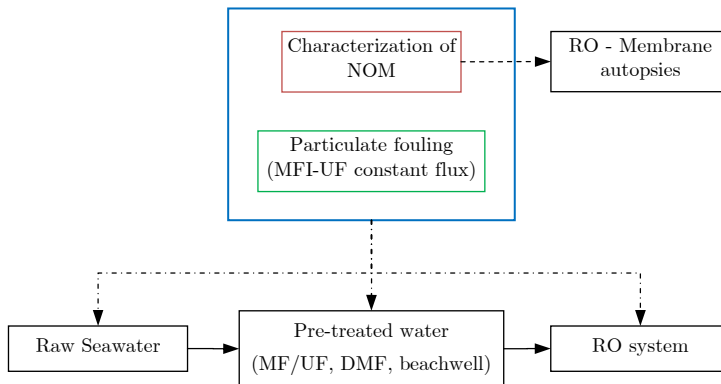 Characterization of
NOM
RO - Membrane
autopsies
Particulate fouling
(MFI-UF constant flux)
Raw Seawater
Pre-treated water
(MF/UF, DMF, beachwell)
RO system